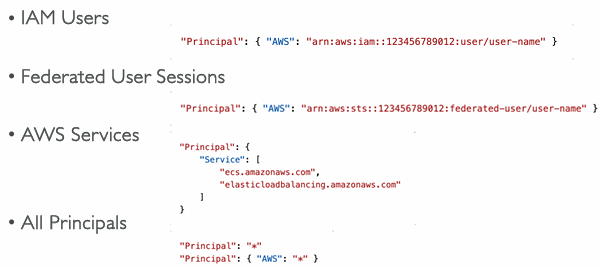 • IAM Users
"Principal": { "AWS": "arn:aws:iam::123456789012:user/user-name" }
• Federated User Sessions
"Principal": { "AWS": "arn:aws:sts::123456789012:federated-user/user-name" }
• AWS Services
"Principal": {
"Service": [
"ecs.amazonaws.com",
"elasticloadbalancing.amazonaws.com"
]
}
• All Principals
"Principal": "*"
"Principal": { "AWS": "*" }